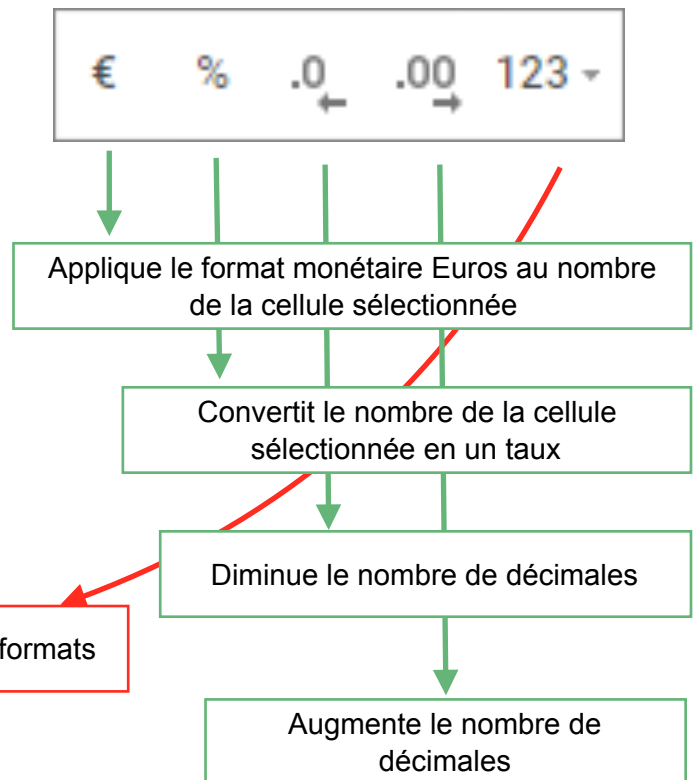 € % .0 .00 123
Applique le format monétaire Euros au nombre
de la cellule sélectionnée
Convertit le nombre de la cellule
sélectionnée en un taux
Diminue le nombre de décimales
formats
Augmente le nombre de
décimales